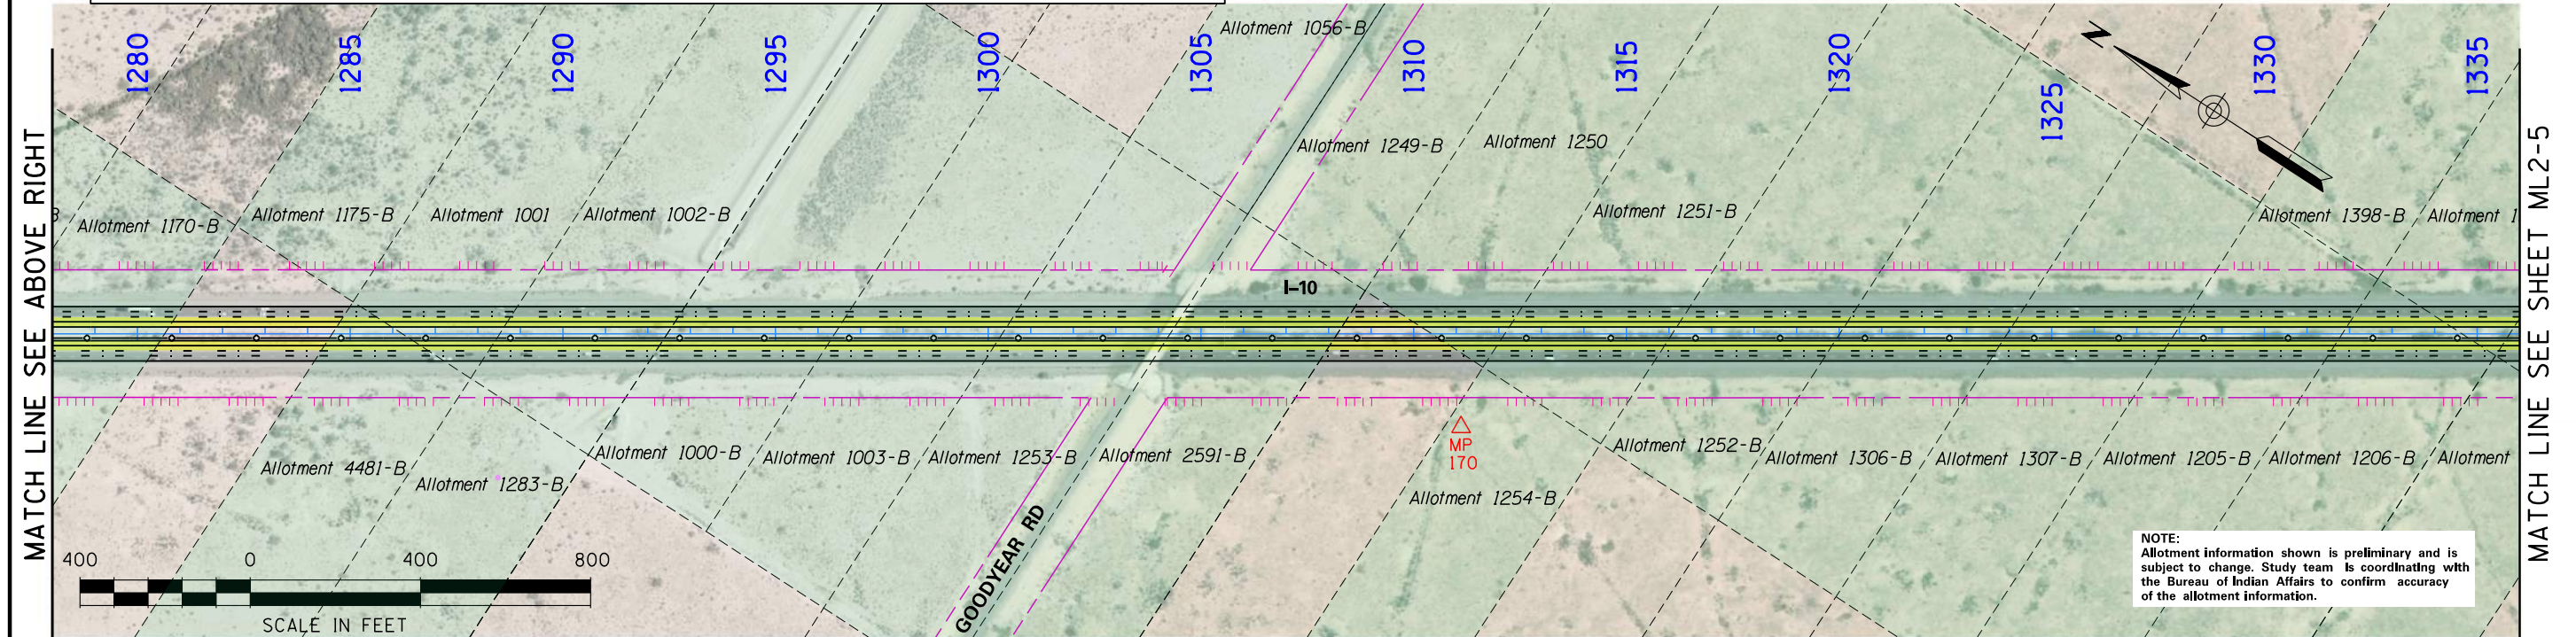 MATCH LINE SEE ABOVE RIGHT
1280
1285
1290
1295
1300
1305
1310
1315
1320
1325
1330
1335
N
Allotment 1056-B
Allotment 1249-B
Allotment 1250
Allotment 1170-B
Allotment 1175-B
Allotment 1001
Allotment 1002-B
Allotment 1251-B
Allotment 1398-B
Allotment 1
I-10
Allotment 4481-B
Allotment 1283-B
Allotment 1000-B
Allotment 1003-B
Allotment 1253-B
Allotment 2591-B
MP
170
Allotment 1254-B
Allotment 1252-B
Allotment 1306-B
Allotment 1307-B
Allotment 1205-B
Allotment 1206-B
Allotment
GOODYEAR RD
400 0 400 800
SCALE IN FEET
NOTE:
Allotment information shown is preliminary and is
subject to change. Study team is coordinating with
the Bureau of Indian Affairs to confirm accuracy
of the allotment information.
MATCH LINE SEE SHEET ML2-5